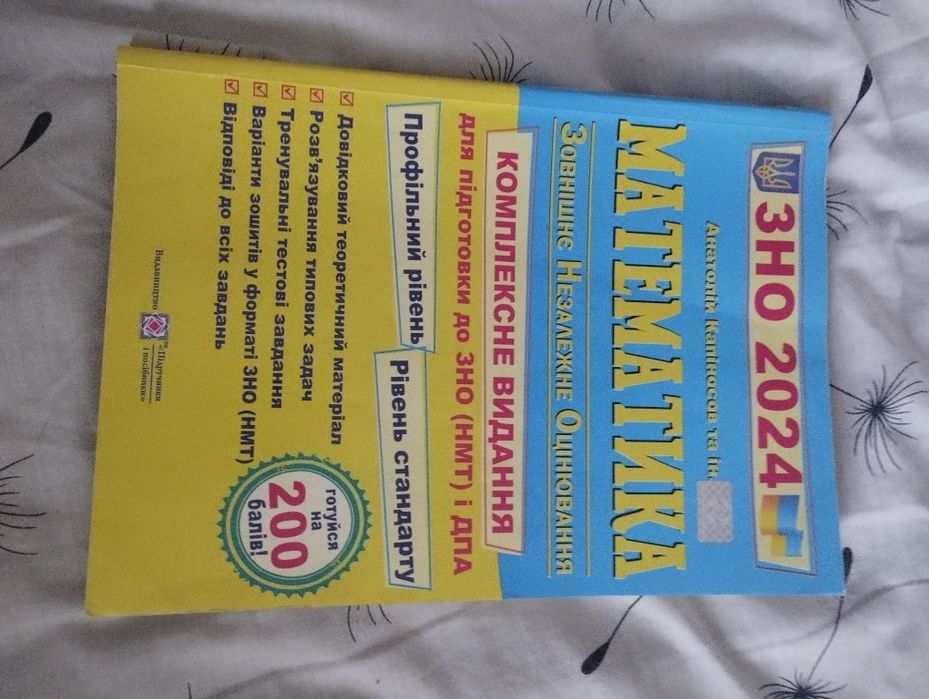 ЗНО 2024
Анатолій Капіносов та ін.
МАТЕМАТИКА
Зовнішнє Незалежне Оцінювання
КОМПЛЕКСНЕ ВИДАННЯ
для підготовки до ЗНО (НМТ) і ДПА
Профільний рівень
Рівень стандарту
Довідковий теоретичний матеріал
Розв'язування типових задач
Тренувальні тестові завдання
Варіанти зошитів у форматі ЗНО (НМТ)
Відповіді до всіх завдань
готуйся
на
200
балів!
Видавництво
«Підручники
і посібники»